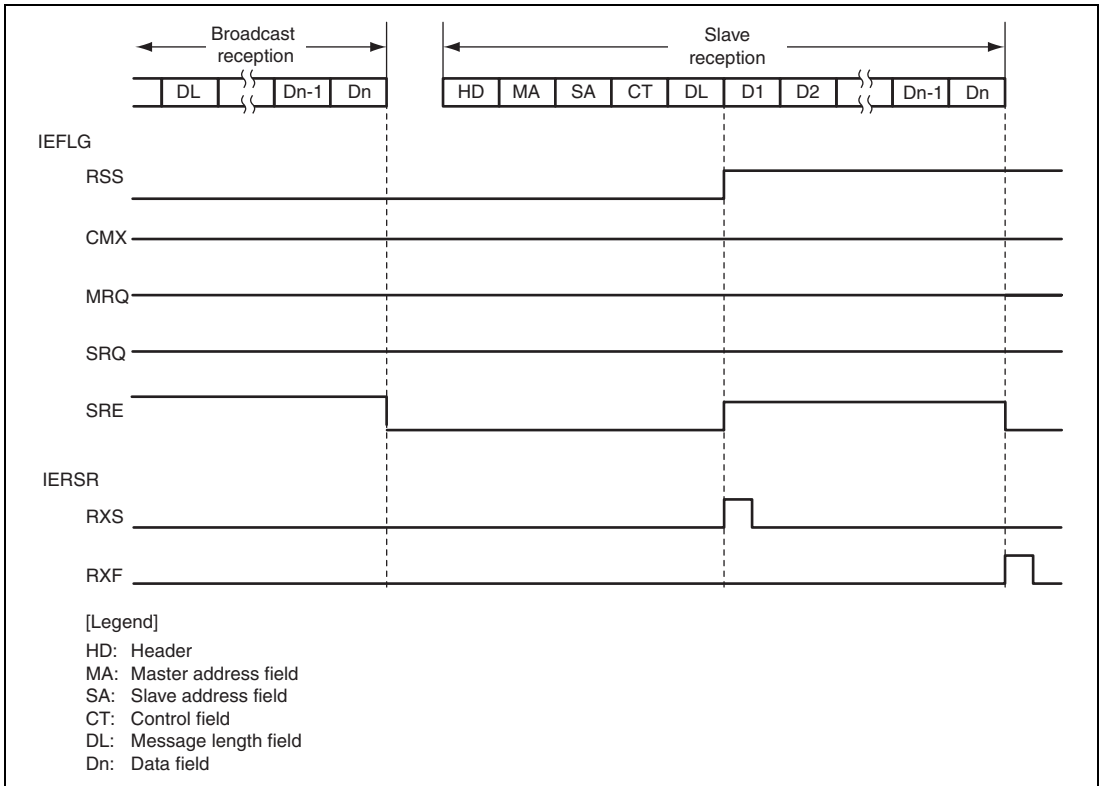 Broadcast
reception
Slave
reception
DL Dn-1 Dn HD MA SA CT DL D1 D2 Dn-1 Dn
IEFLG
RSS
CMX
MRQ
SRQ
SRE
IERSR
RXS
RXF
[Legend]
HD: Header
MA: Master address field
SA: Slave address field
CT: Control field
DL: Message length field
Dn: Data field